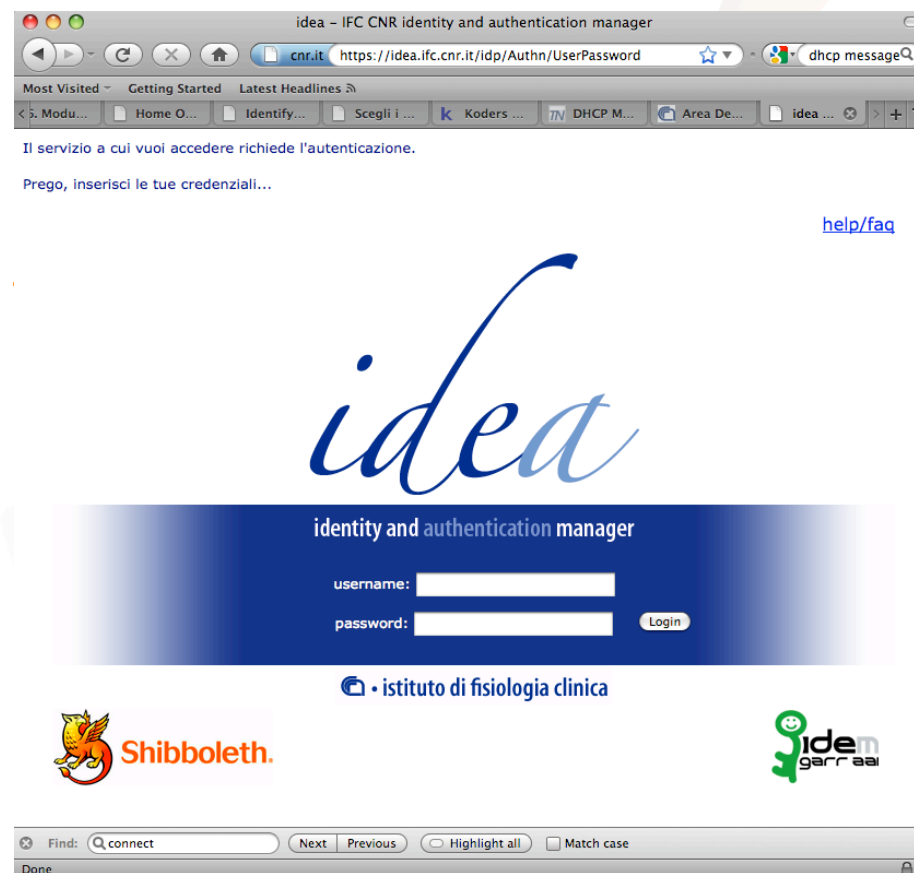 idea – IFC CNR identity and authentication manager
cnr.it https://idea.ifc.cnr.it/idp/Authn/UserPassword dhcp message
Most Visited Getting Started Latest Headlines
5. Modu... Home O... Identify... Scegli i ... k Koders ... TN DHCP M... Area De... idea ...
Il servizio a cui vuoi accedere richiede l'autenticazione.
Prego, inserisci le tue credenziali...
help/faq
idea
identity and authentication manager
username:
password: Login
• istituto di fisiologia clinica
Shibboleth.
idem
garr aai
Find: connect Next Previous Highlight all Match case
Done